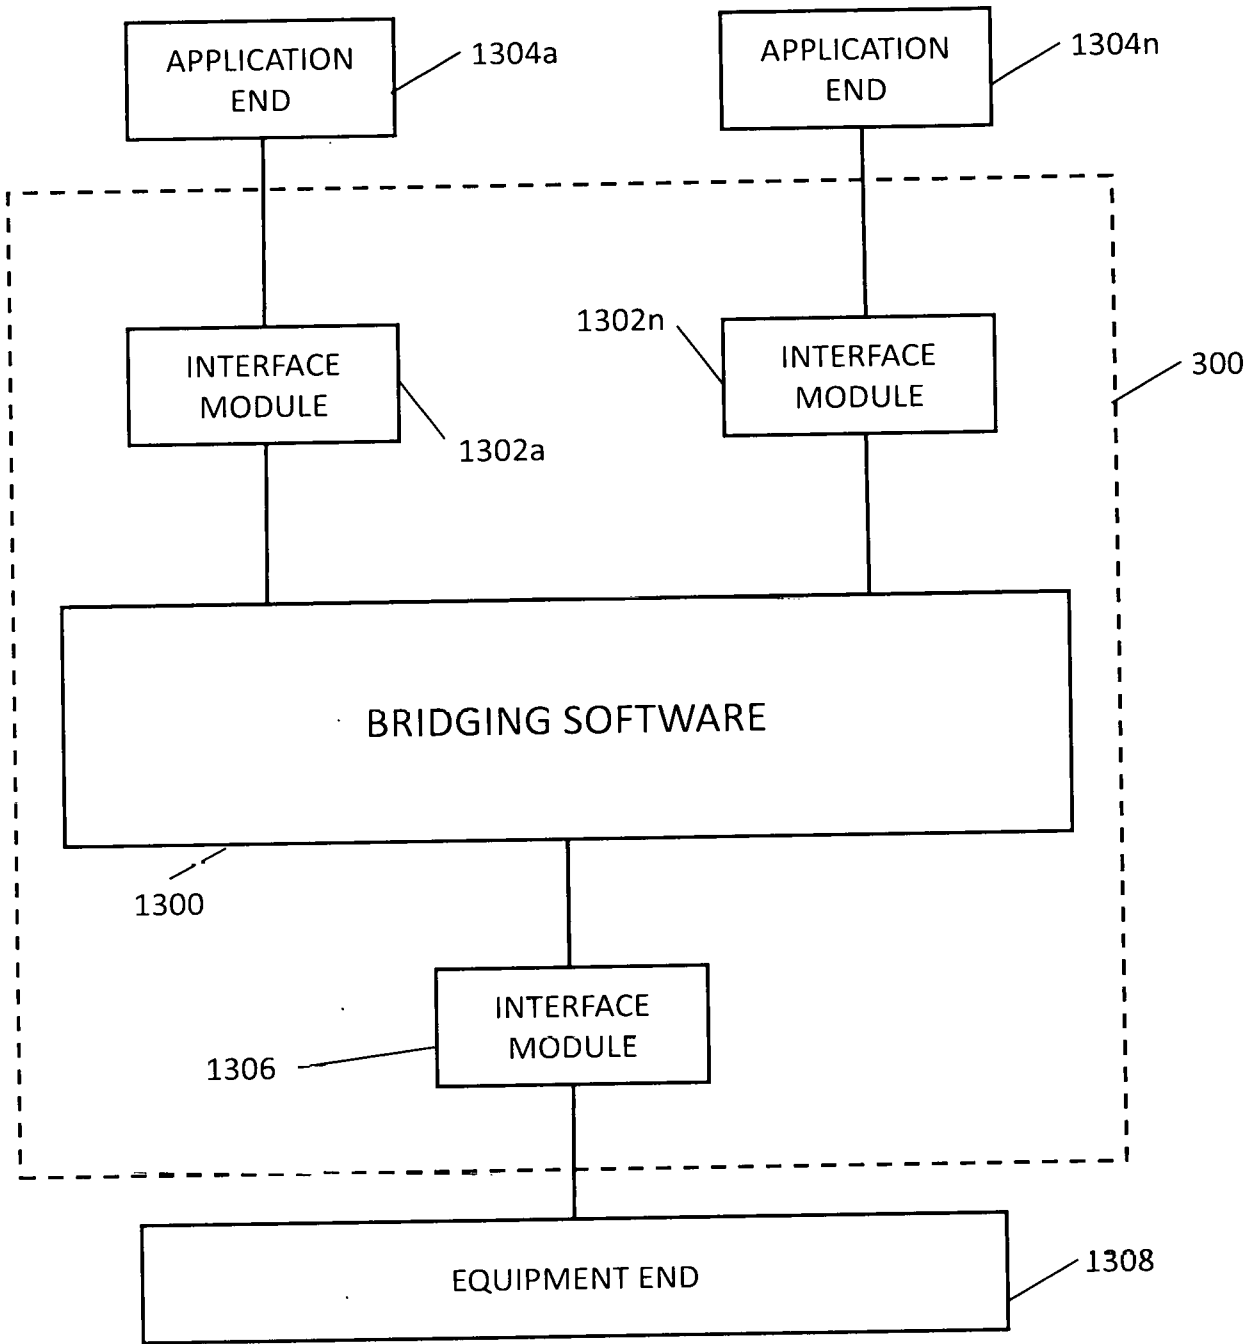 APPLICATION
END
1304a
APPLICATION
END
1304n
INTERFACE
MODULE
1302a
1302n
INTERFACE
MODULE
300
BRIDGING SOFTWARE
1300
INTERFACE
MODULE
1306
EQUIPMENT END
1308